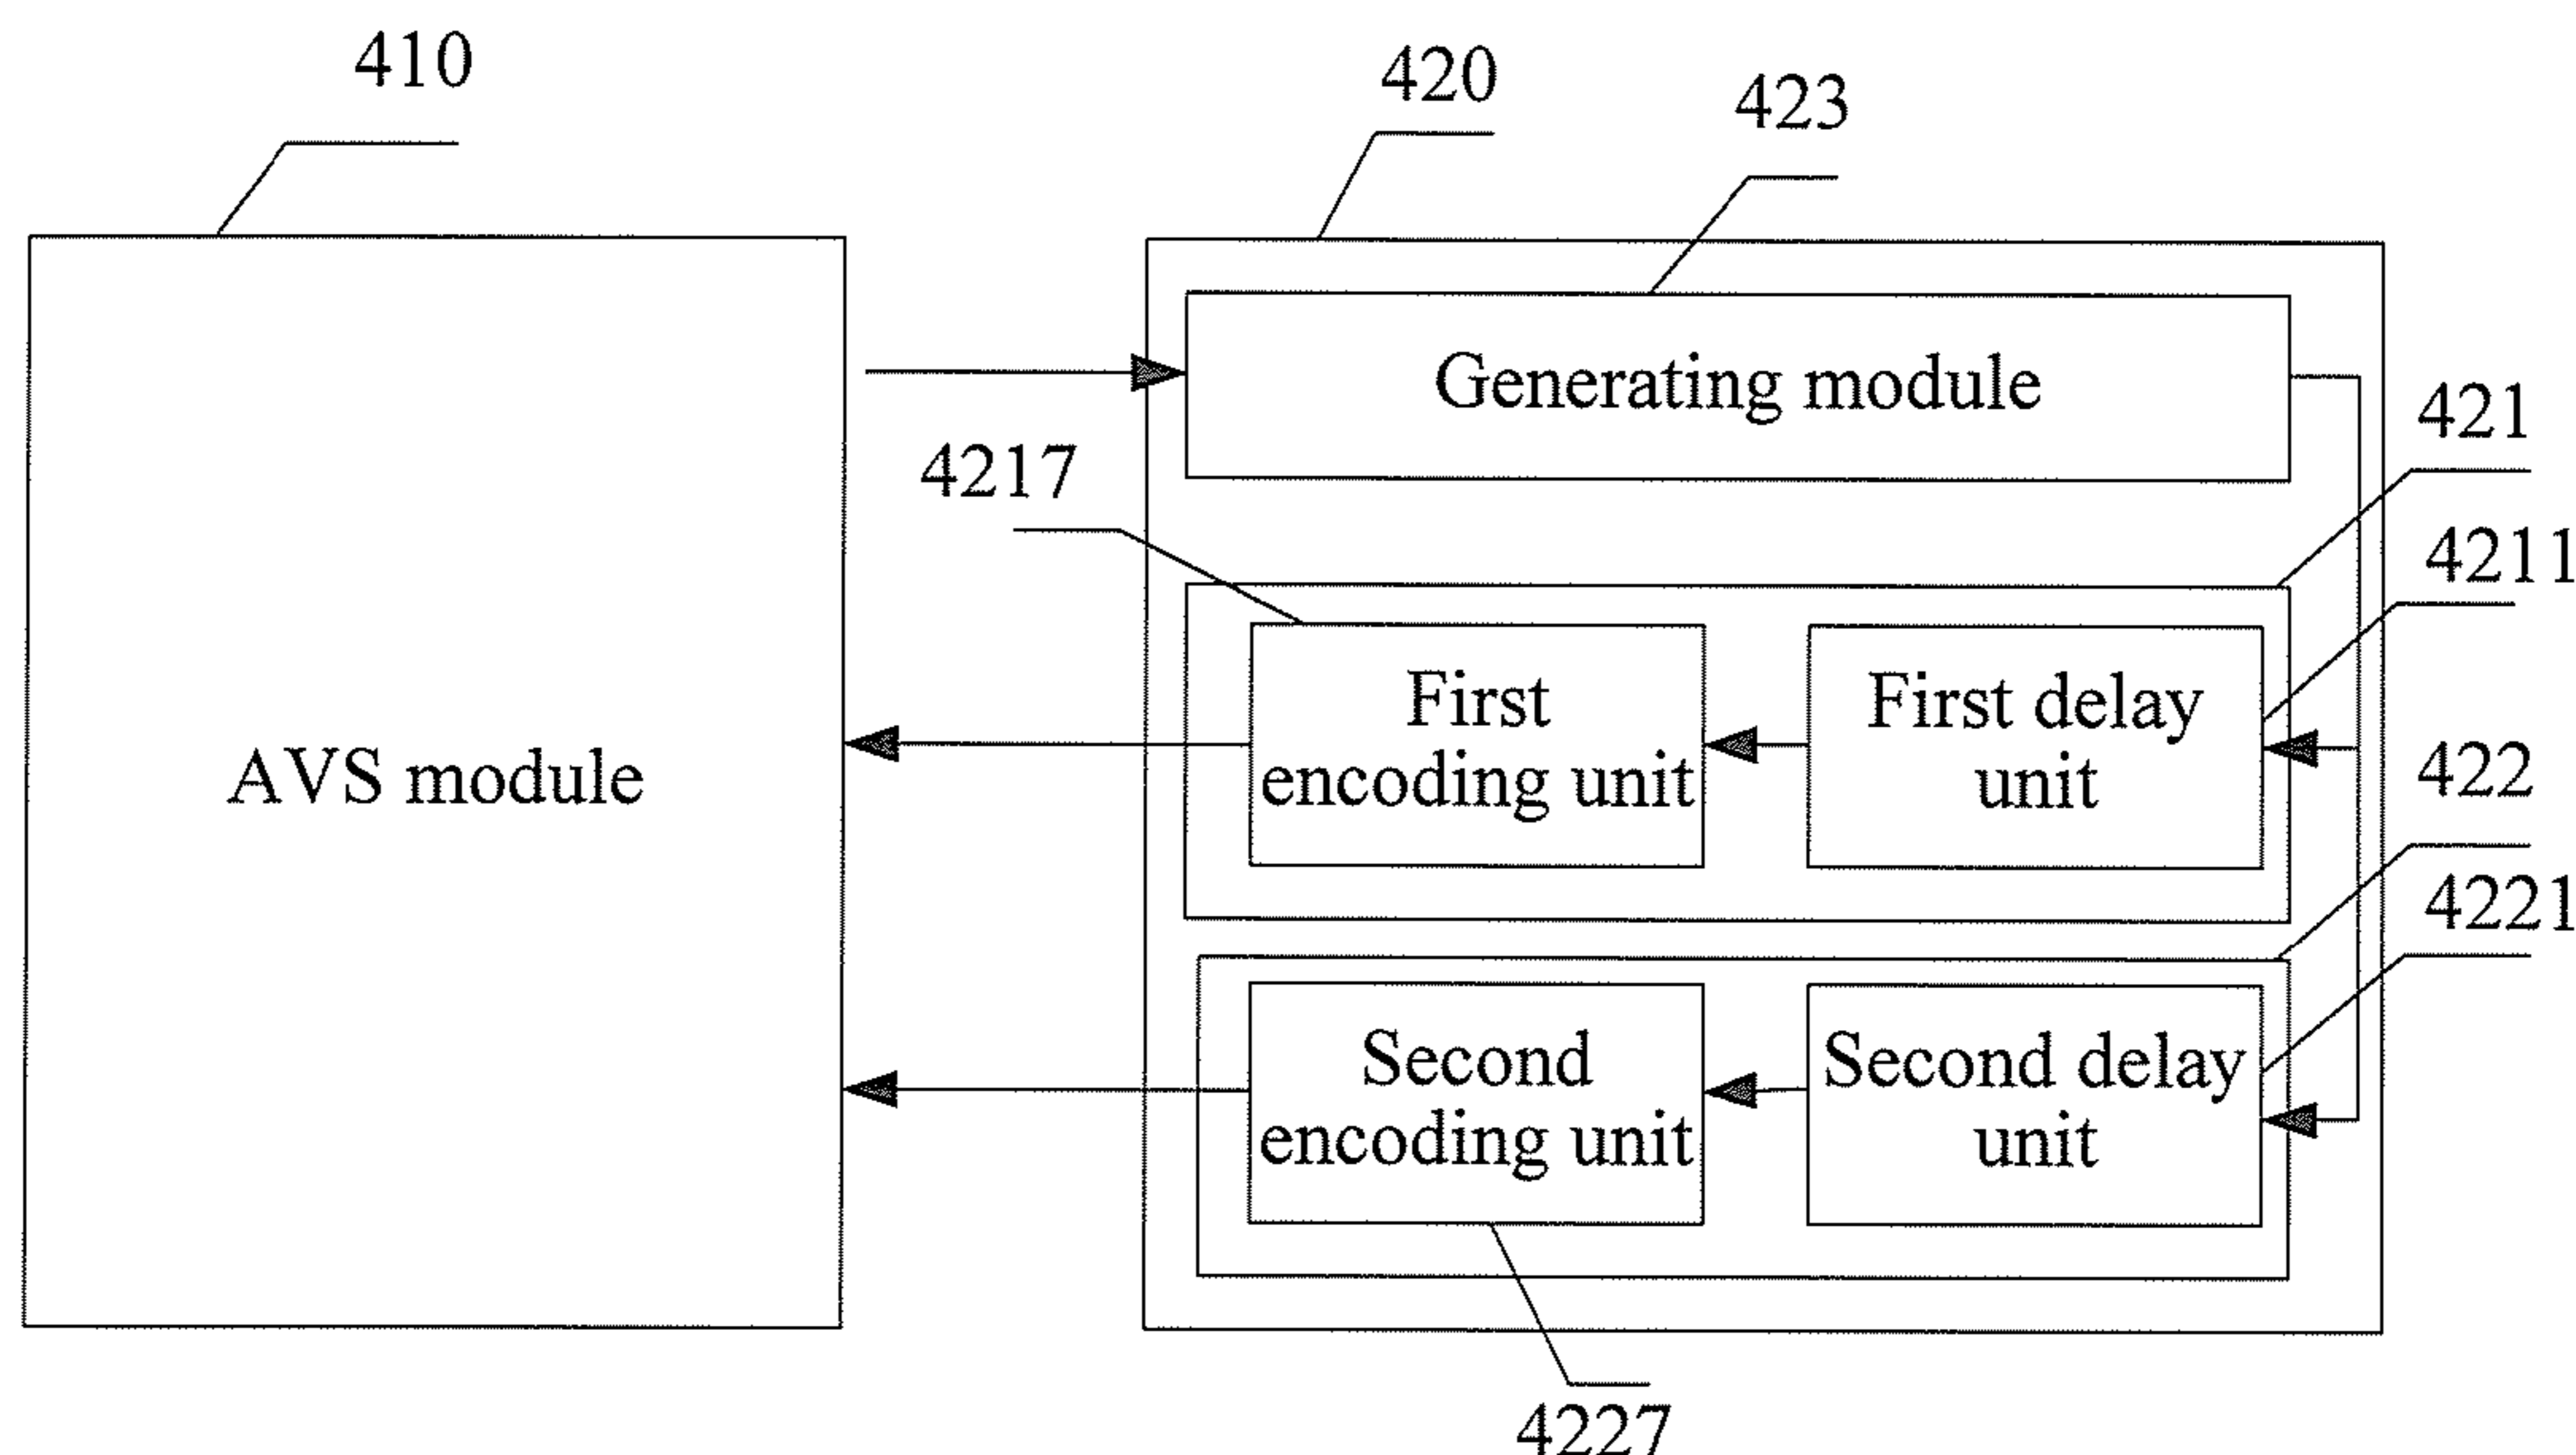 410
420
423
Generating module
421
4217
4211
First
encoding unit
First delay
unit
AVS module
422
4221
Second
encoding unit
Second delay
unit
4227